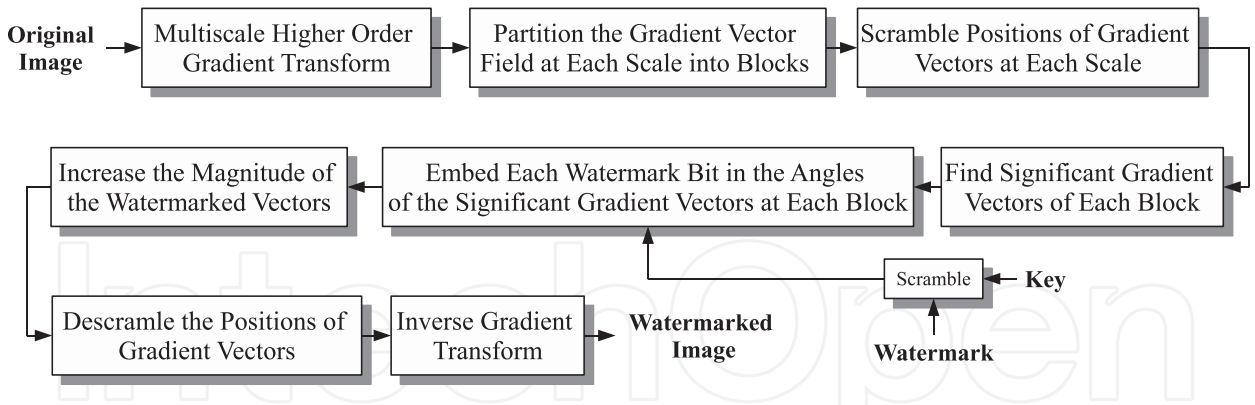 Original
Image
Multiscale Higher Order
Gradient Transform
Partition the Gradient Vector
Field at Each Scale into Blocks
Scramble Positions of Gradient
Vectors at Each Scale
Find Significant Gradient
Vectors of Each Block
Embed Each Watermark Bit in the Angles
of the Significant Gradient Vectors at Each Block
Increase the Magnitude of
the Watermarked Vectors
Scramble
Key
Watermark
Descramle the Positions of
Gradient Vectors
Inverse Gradient
Transform
Watermarked
Image
IntechOpen